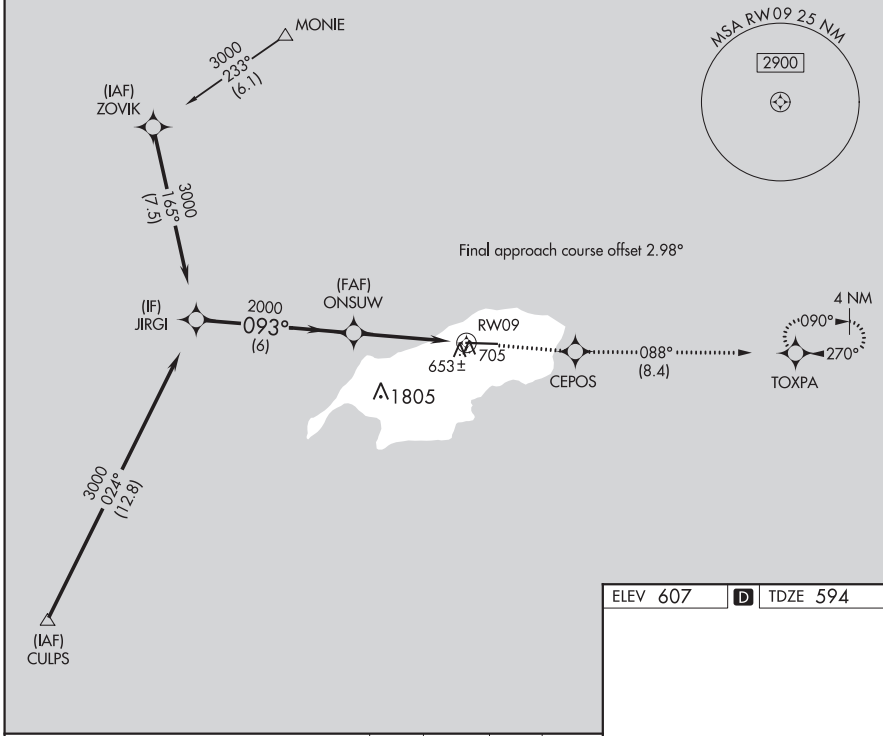 MONIE
3000
233°
(6.1)
MSA RW09 25 NM
2900
(IAF)
ZOVIK
3000
165°
(7.5)
Final approach course offset 2.98°
(IF)
JIRGI
2000
093°
(6)
(FAF)
ONSUW
RW09
705
653±
1805
CEPOS
088°
(8.4)
4 NM
090°
270°
TOXPA
3000
024°
(12.8)
(IAF)
CULPS
ELEV 607 D TDZE 594